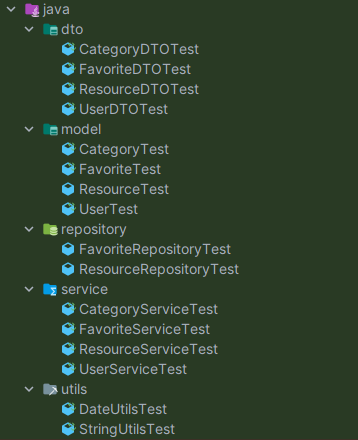 java
dto
CategoryDTOTest
FavoriteDTOTest
ResourceDTOTest
UserDTOTest
model
CategoryTest
FavoriteTest
ResourceTest
UserTest
repository
FavoriteRepositoryTest
ResourceRepositoryTest
service
CategoryServiceTest
FavoriteServiceTest
ResourceServiceTest
UserServiceTest
utils
DateUtilsTest
StringUtilsTest